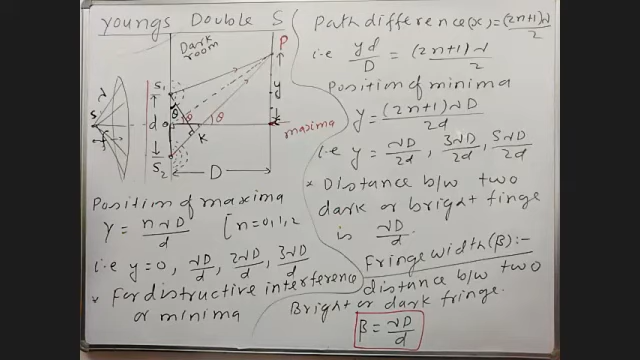 youngs Double S
Dark
room
P
λ
S
S1
θ
d
o
θ
θ
K
y
x
maxima
f
S2
D
Position of maxima
Y = nλD/d [n=0,1,2
i.e y=0, λD/d, 2λD/d, 3λD/d
* For distructive interference
or minima
Path difference(x) = (2n+1)λ/2
i.e yd/D = (2n+1)λ/2
Position of minima
y = (2n+1)λD/2d
i.e y = λD/2d, 3λD/2d, 5λD/2d
* Distance b/w two
dark or bright finge
is λD/d.
Fringe width(β):-
distance b/w two
Bright or dark fringe.
β = λD/d